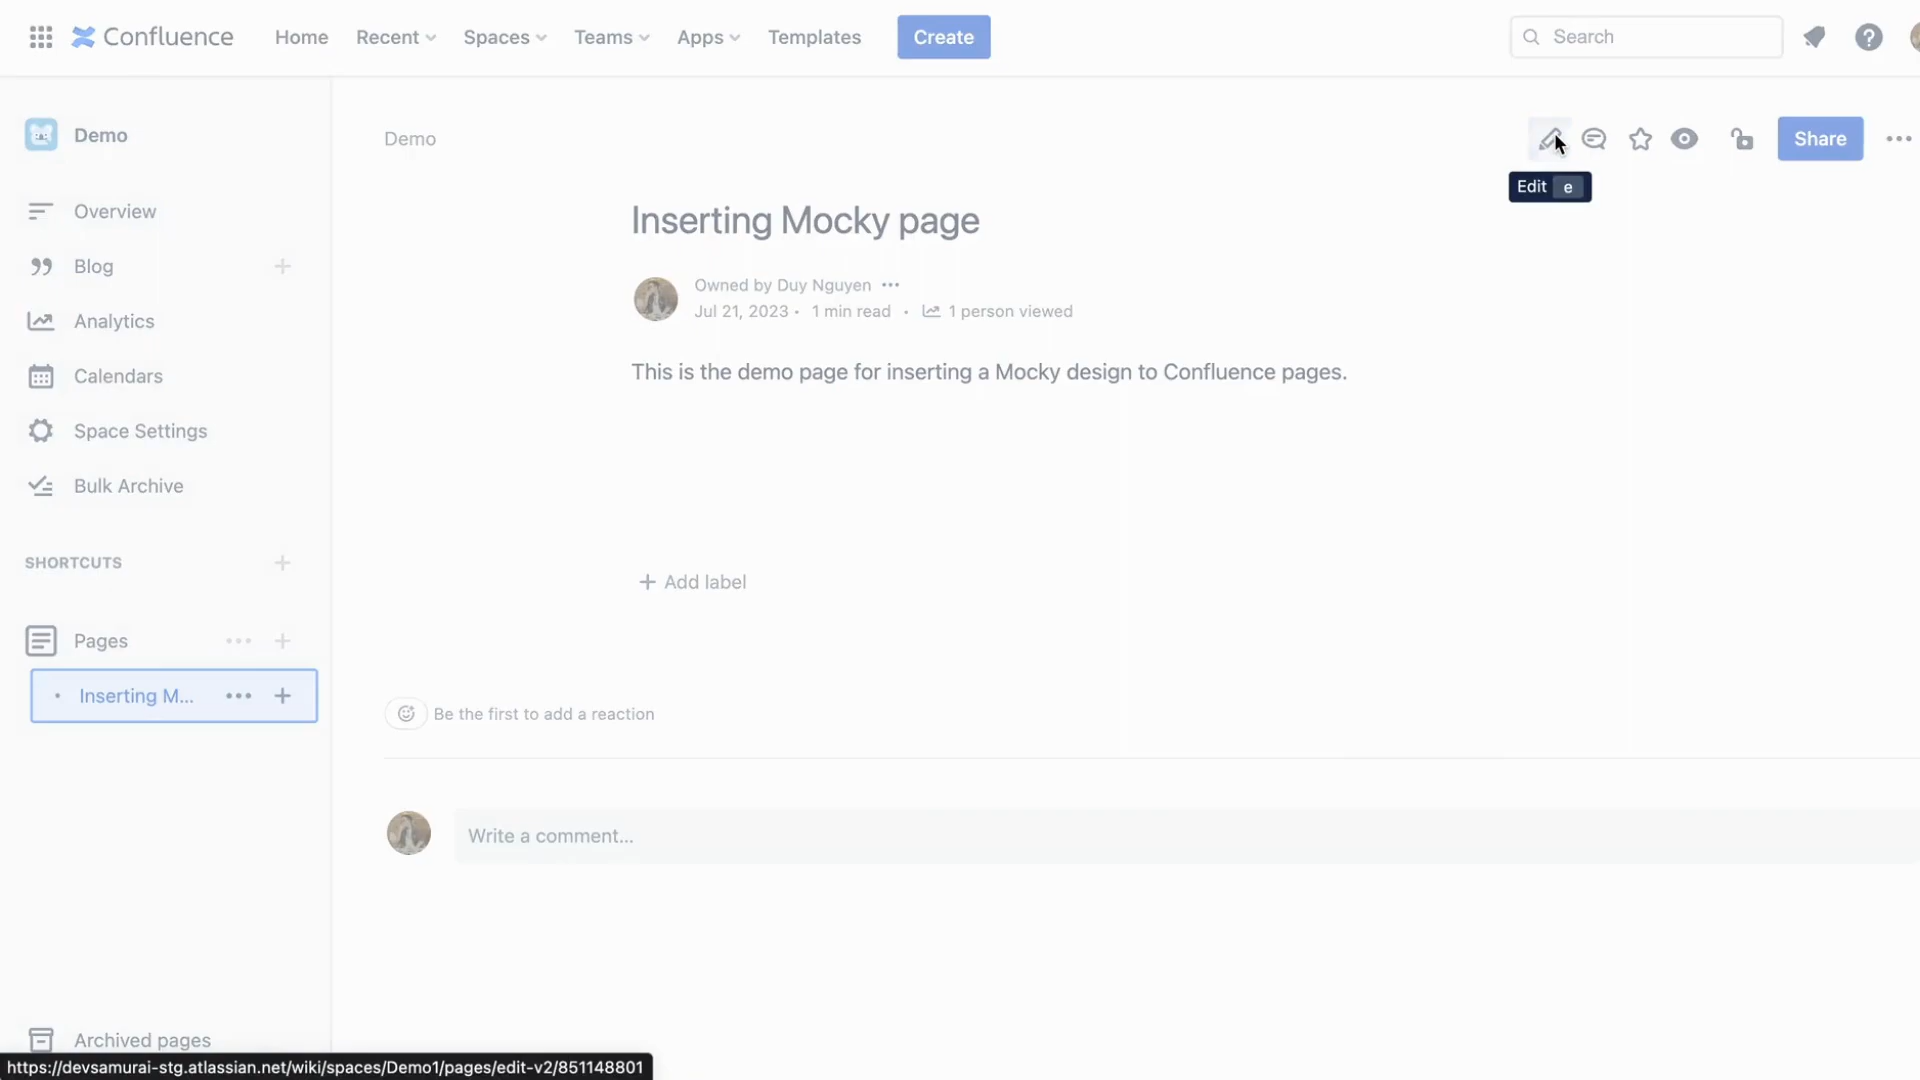 Confluence
Home
Recent
Spaces
Teams
Apps
Templates
Create
Search
Demo
Overview
Blog
Analytics
Calendars
Space Settings
Bulk Archive
SHORTCUTS
Pages
Inserting M...
Archived pages
Demo
Share
Edit e
Inserting Mocky page
Owned by Duy Nguyen
Jul 21, 2023 • 1 min read • 1 person viewed
This is the demo page for inserting a Mocky design to Confluence pages.
Add label
Be the first to add a reaction
Write a comment...
https://devsamurai-stg.atlassian.net/wiki/spaces/Demo1/pages/edit-v2/851148801